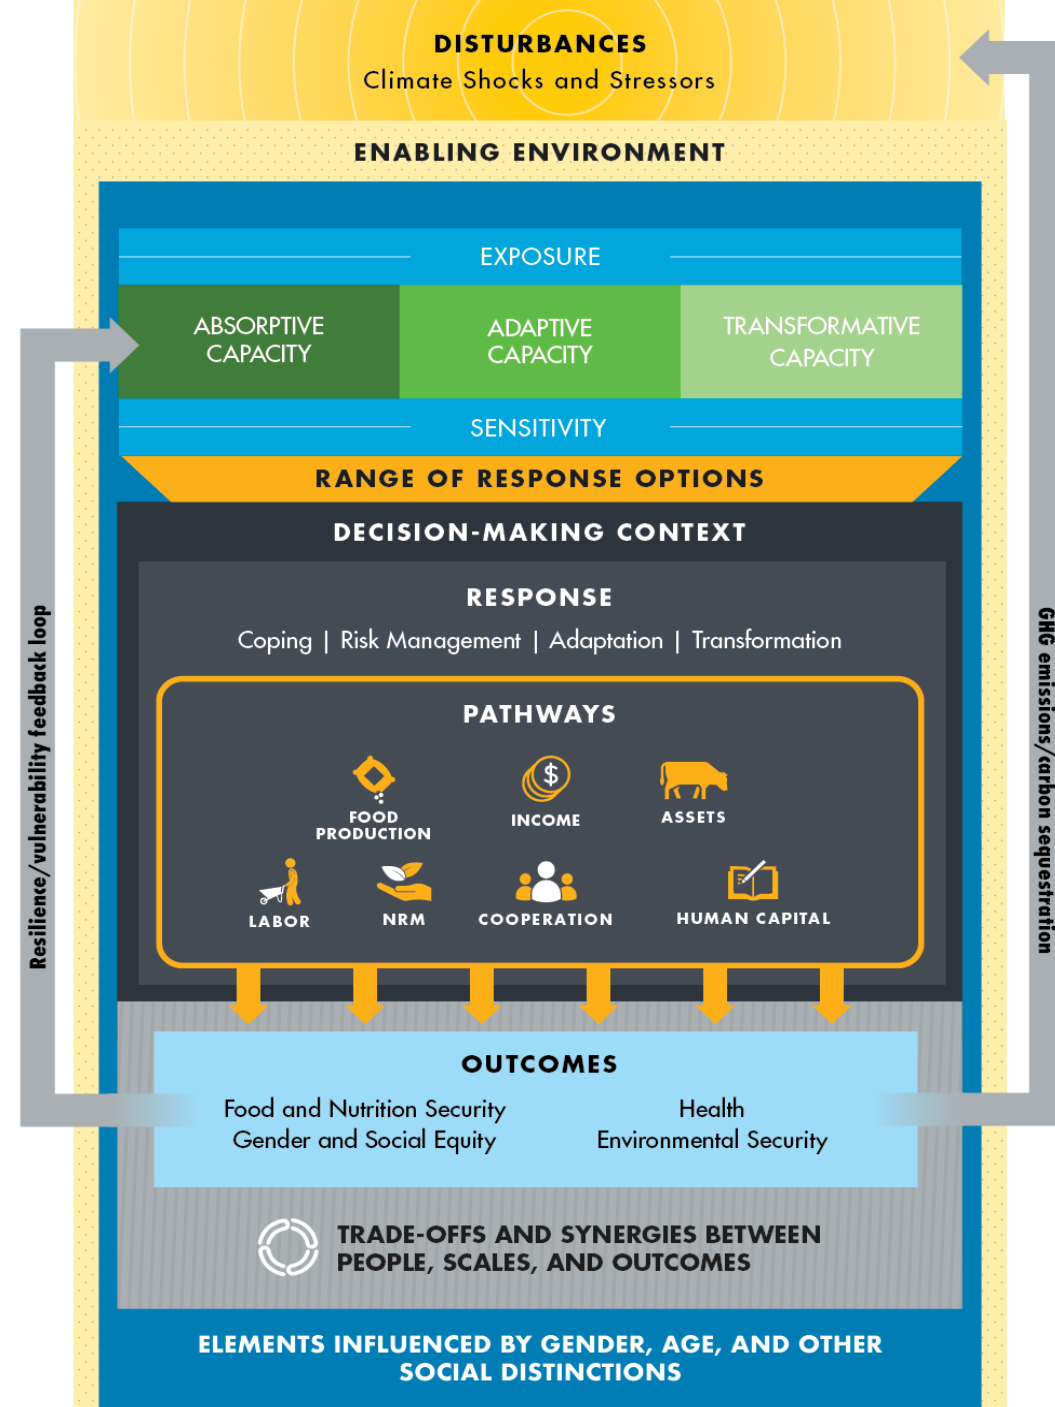 DISTURBANCES
Climate Shocks and Stressors
ENABLING ENVIRONMENT
EXPOSURE
ABSORPTIVE
CAPACITY
ADAPTIVE
CAPACITY
TRANSFORMATIVE
CAPACITY
SENSITIVITY
RANGE OF RESPONSE OPTIONS
DECISION-MAKING CONTEXT
RESPONSE
Coping | Risk Management | Adaptation | Transformation
PATHWAYS
$
FOOD
PRODUCTION
INCOME
ASSETS
LABOR
NRM
COOPERATION
HUMAN CAPITAL
OUTCOMES
Food and Nutrition Security
Gender and Social Equity
Health
Environmental Security
TRADE-OFFS AND SYNERGIES BETWEEN
PEOPLE, SCALES, AND OUTCOMES
ELEMENTS INFLUENCED BY GENDER, AGE, AND OTHER
SOCIAL DISTINCTIONS
Resilience/vulnerability feedback loop
GHG emissions/carbon sequestration